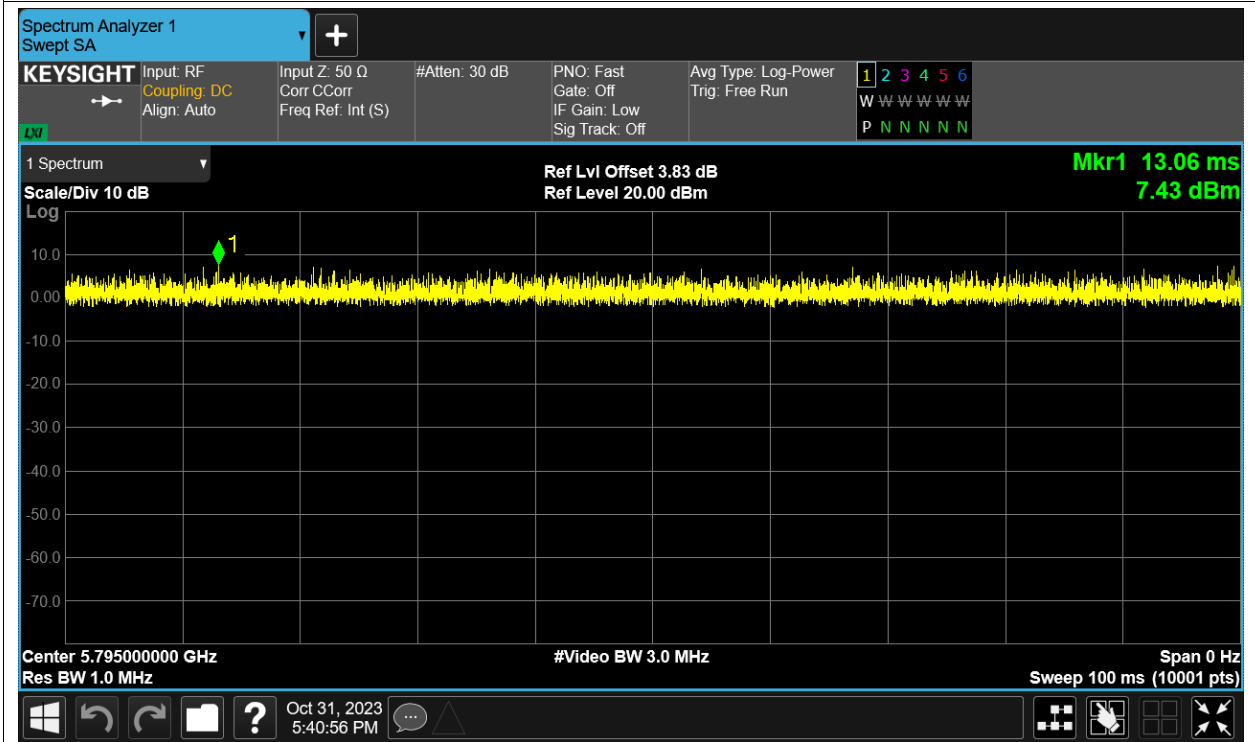 Spectrum Analyzer 1
Swept SA
KEYSIGHT
LXI
Input: RF
Coupling: DC
Align: Auto
Input Z: 50 Ω
Corr CCorr
Freq Ref: Int (S)
#Atten: 30 dB
PNO: Fast
Gate: Off
IF Gain: Low
Sig Track: Off
Avg Type: Log-Power
Trig: Free Run
1 2 3 4 5 6
W W W W W W
P N N N N N
1 Spectrum
Scale/Div 10 dB
Log
Ref Lvl Offset 3.83 dB
Ref Level 20.00 dBm
Mkr1 13.06 ms
7.43 dBm
1
10.0
0.00
-10.0
-20.0
-30.0
-40.0
-50.0
-60.0
-70.0
Center 5.795000000 GHz
Res BW 1.0 MHz
#Video BW 3.0 MHz
Span 0 Hz
Sweep 100 ms (10001 pts)
?
Oct 31, 2023
5:40:56 PM